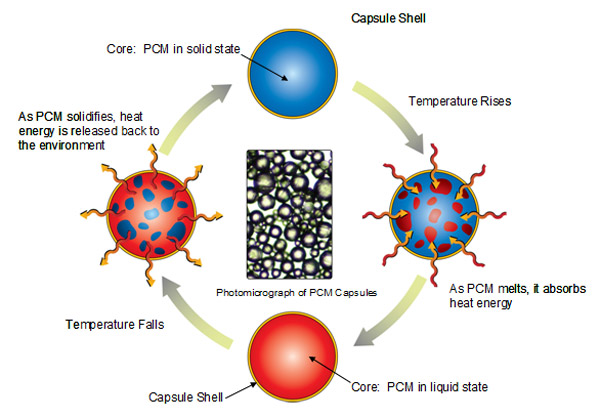 Capsule Shell
Core: PCM in solid state
Temperature Rises
As PCM solidifies, heat
energy is released back to
the environment
Photomicrograph of PCM Capsules
As PCM melts, it absorbs
heat energy
Temperature Falls
Capsule Shell
Core: PCM in liquid state